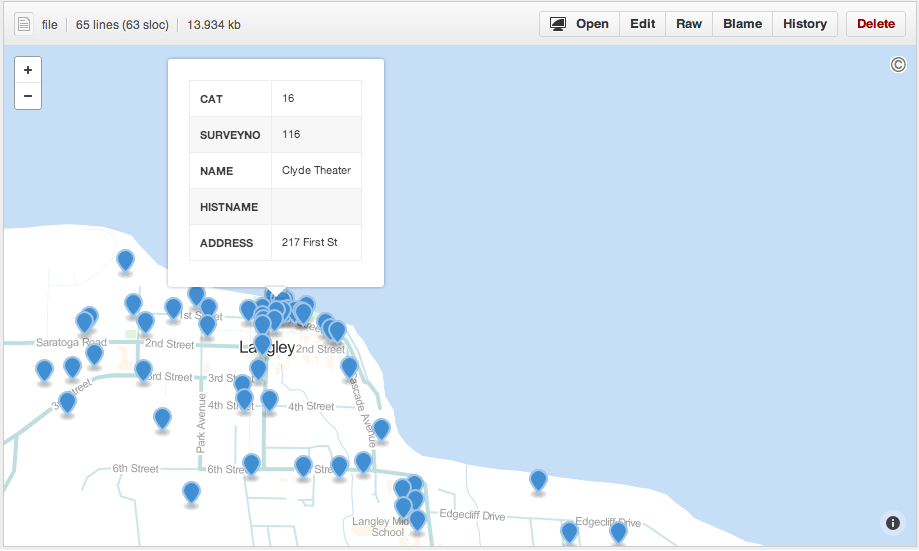 file 65 lines (63 sloc) 13.934 kb Open Edit Raw Blame History Delete
+
−
©
CAT 16
SURVEYNO 116
NAME Clyde Theater
HISTNAME
ADDRESS 217 First St
1st Street
Saratoga Road
2nd Street
Langley
2nd Street
3rd Street
3rd St
3rd Street
Cascade Avenue
4th Street
4th Street
Park Avenue
6th Street
6th Street
Street
Langley Mid
School
Edgecliff Drive
Edgecliff Drive
i